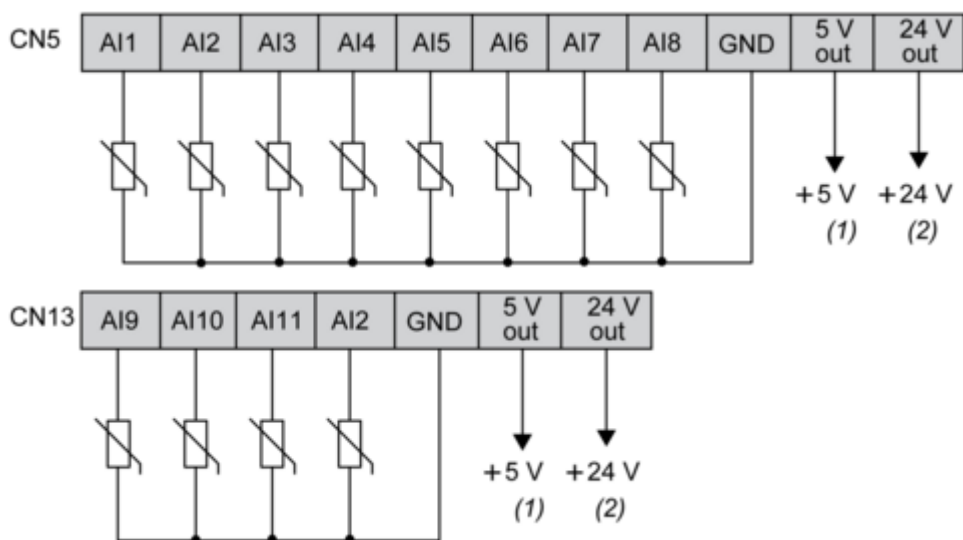 CN5 AI1 AI2 AI3 AI4 AI5 AI6 AI7 AI8 GND 5 V out 24 V out
+5 V +24 V
(1) (2)
CN13 AI9 AI10 AI11 AI2 GND 5 V out 24 V out
+5 V +24 V
(1) (2)